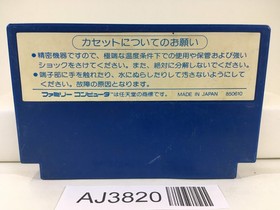 カセットについてのお願い
●精密機器ですので、極端な温度条件下での使用や保管および強い
ショックをさけてください。また、絶対に分解しないでください。
●端子部に手を触れたり、水にぬらしたりして汚さないようにして
ください。故障の原因となります。
ファミリーコンピュータ は任天堂の商標です。 MADE IN JAPAN 850610
AJ3820